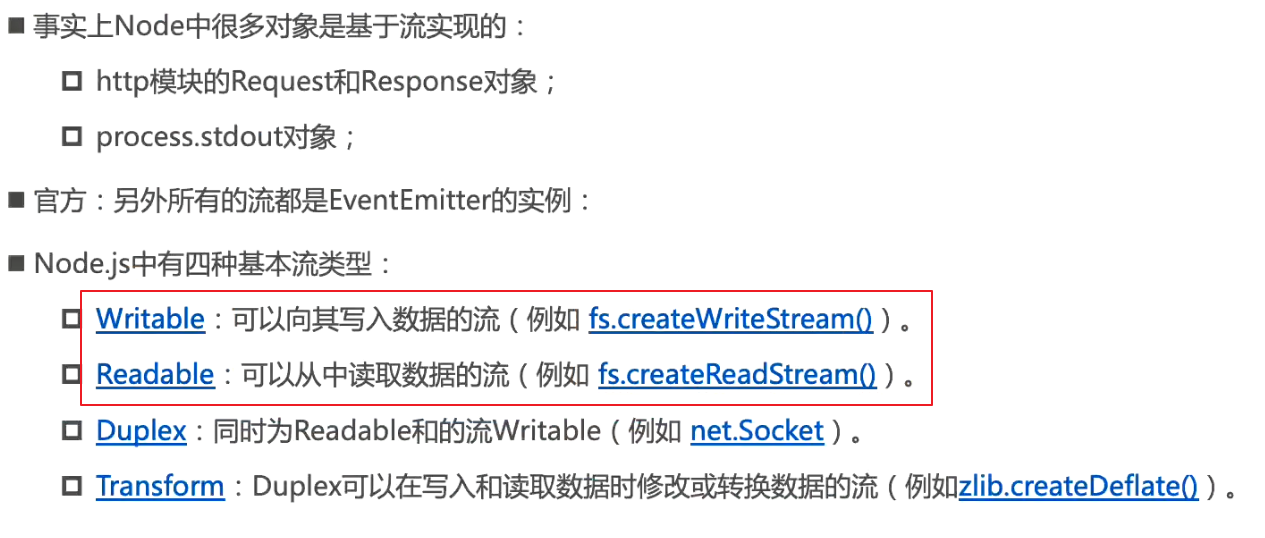 事实上Node中很多对象是基于流实现的：
http模块的Request和Response对象；
process.stdout对象；
官方：另外所有的流都是EventEmitter的实例：
Node.js中有四种基本流类型：
Writable：可以向其写入数据的流（例如 fs.createWriteStream()）。
Readable：可以从中读取数据的流（例如 fs.createReadStream()）。
Duplex：同时为Readable和的流Writable（例如 net.Socket）。
Transform：Duplex可以在写入和读取数据时修改或转换数据的流（例如zlib.createDeflate()）。